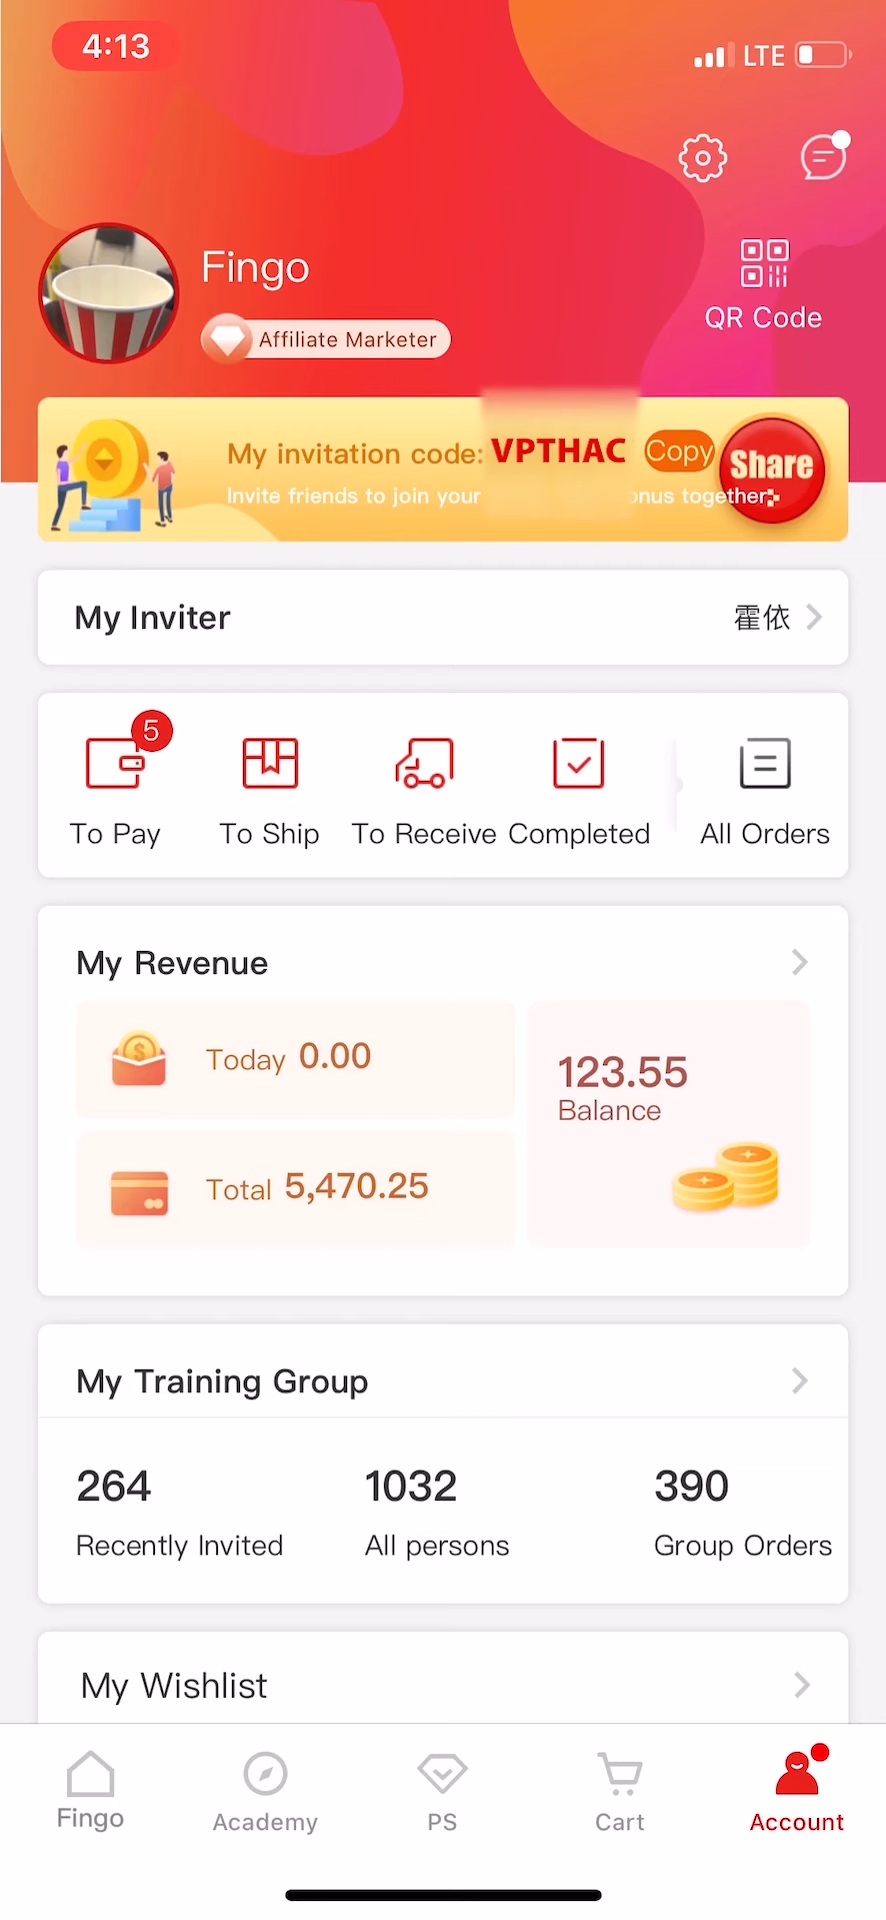 4:13
LTE
Fingo
Affiliate Marketer
QR Code
My invitation code: VPTHAC Copy
Share
Invite friends to join your onus together
My Inviter 霍依
5
To Pay To Ship To Receive Completed All Orders
My Revenue
Today 0.00
123.55
Balance
Total 5,470.25
My Training Group
264 1032 390
Recently Invited All persons Group Orders
My Wishlist
Fingo Academy PS Cart Account